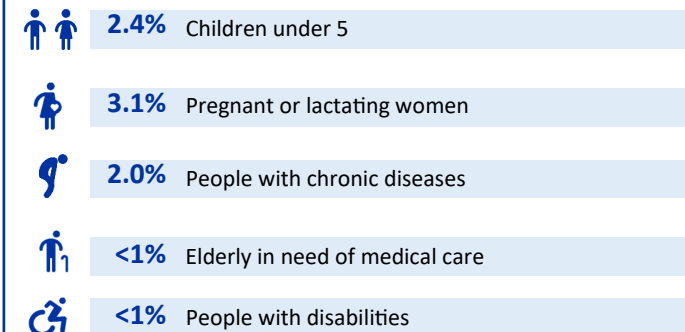 2.4% Children under 5
3.1% Pregnant or lactating women
2.0% People with chronic diseases
<1% Elderly in need of medical care
<1% People with disabilities